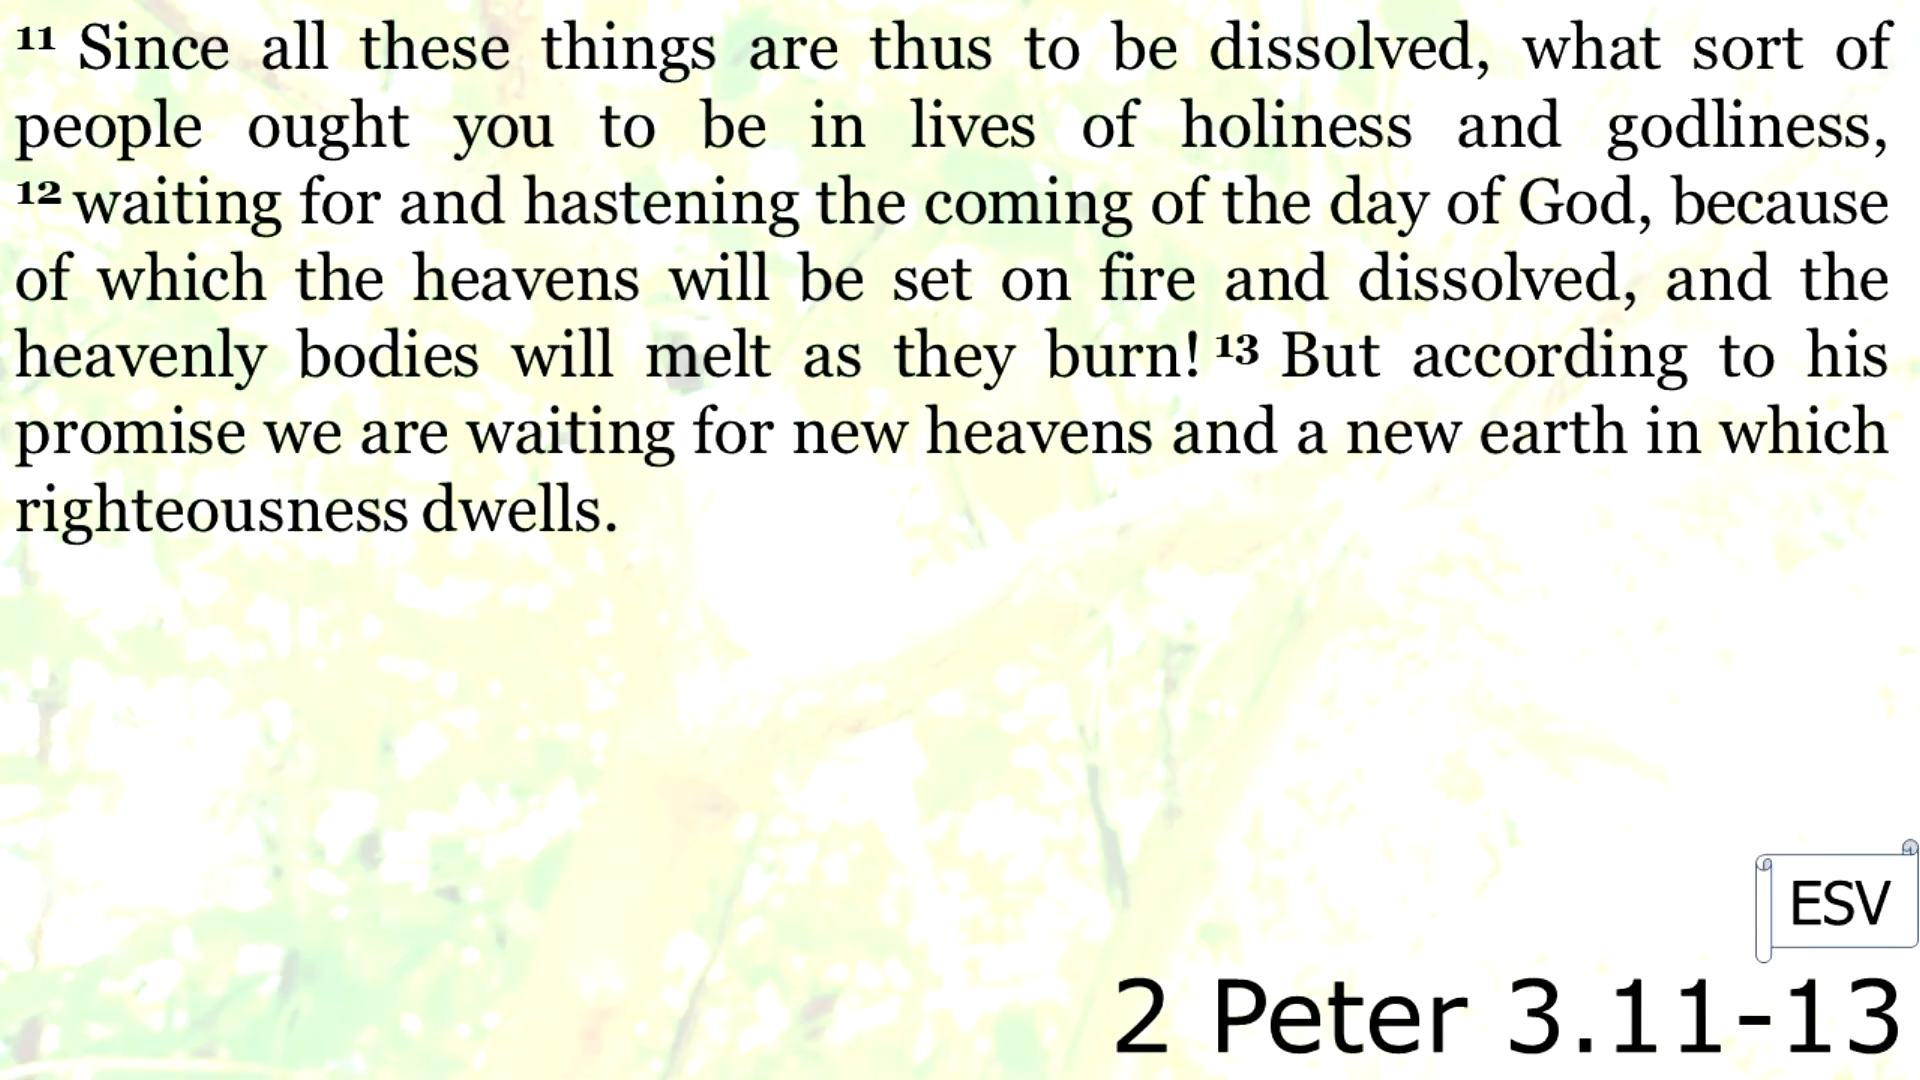 ¹¹ Since all these things are thus to be dissolved, what sort of
people ought you to be in lives of holiness and godliness,
¹² waiting for and hastening the coming of the day of God, because
of which the heavens will be set on fire and dissolved, and the
heavenly bodies will melt as they burn! ¹³ But according to his
promise we are waiting for new heavens and a new earth in which
righteousness dwells.
ESV
2 Peter 3.11-13